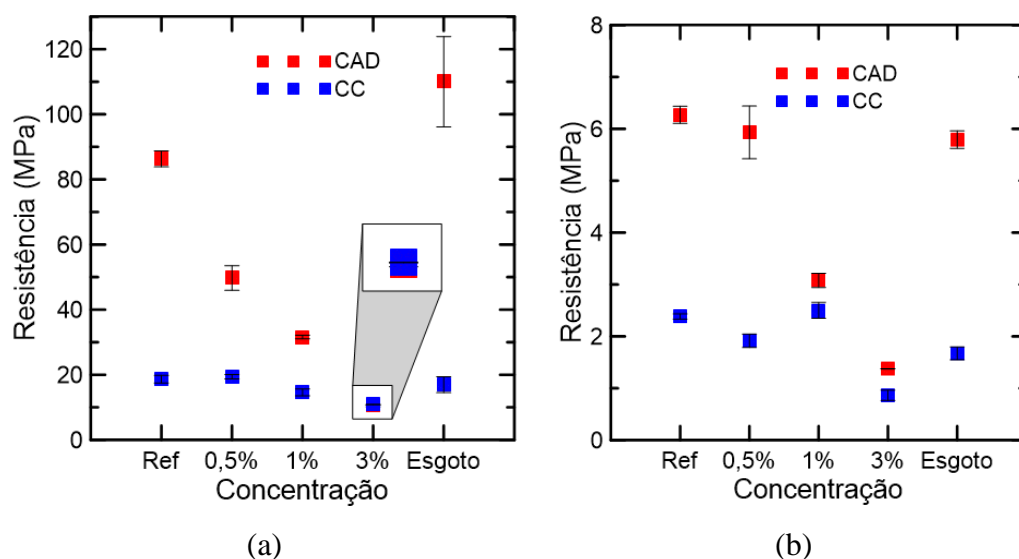 120
100
80
60
40
20
0
Resistência (MPa)
CAD
CC
Ref 0,5% 1% 3% Esgoto
Concentração
(a)
8
6
4
2
0
Resistência (MPa)
CAD
CC
Ref 0,5% 1% 3% Esgoto
Concentração
(b)